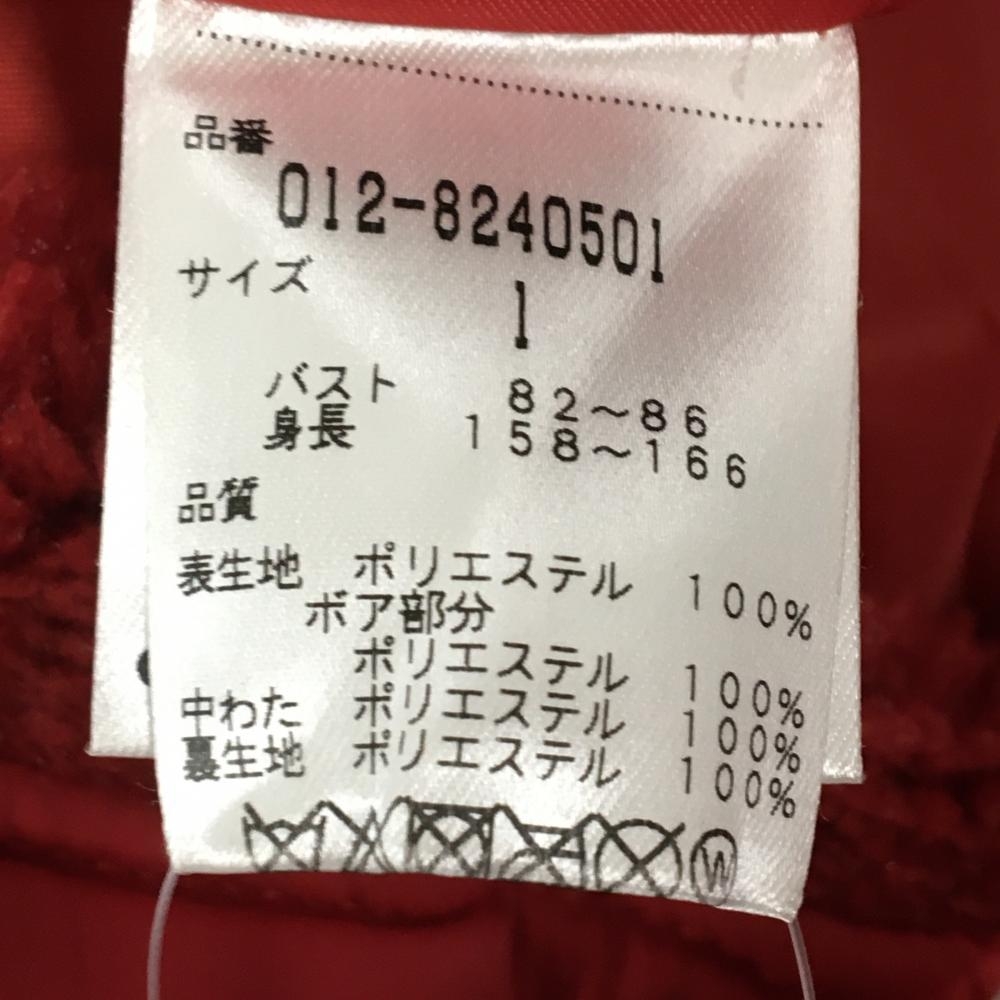 品番
012-8240501
サイズ
1
バスト 82～86
身長 158～166
品質
表生地 ポリエステル 100%
ボア部分
ポリエステル 100%
中わた ポリエステル 100%
裏生地 ポリエステル 100%
W